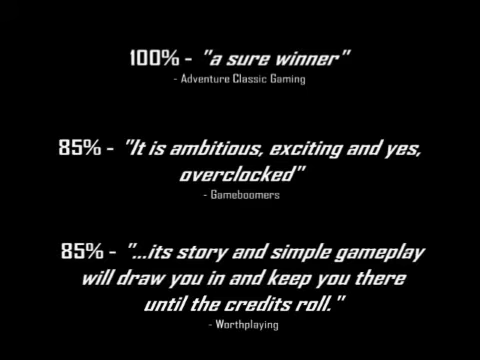 100% - "a sure winner"
- Adventure Classic Gaming
85% - "It is ambitious, exciting and yes,
overclocked"
- Gameboomers
85% - "...its story and simple gameplay
will draw you in and keep you there
until the credits roll."
- Worthplaying